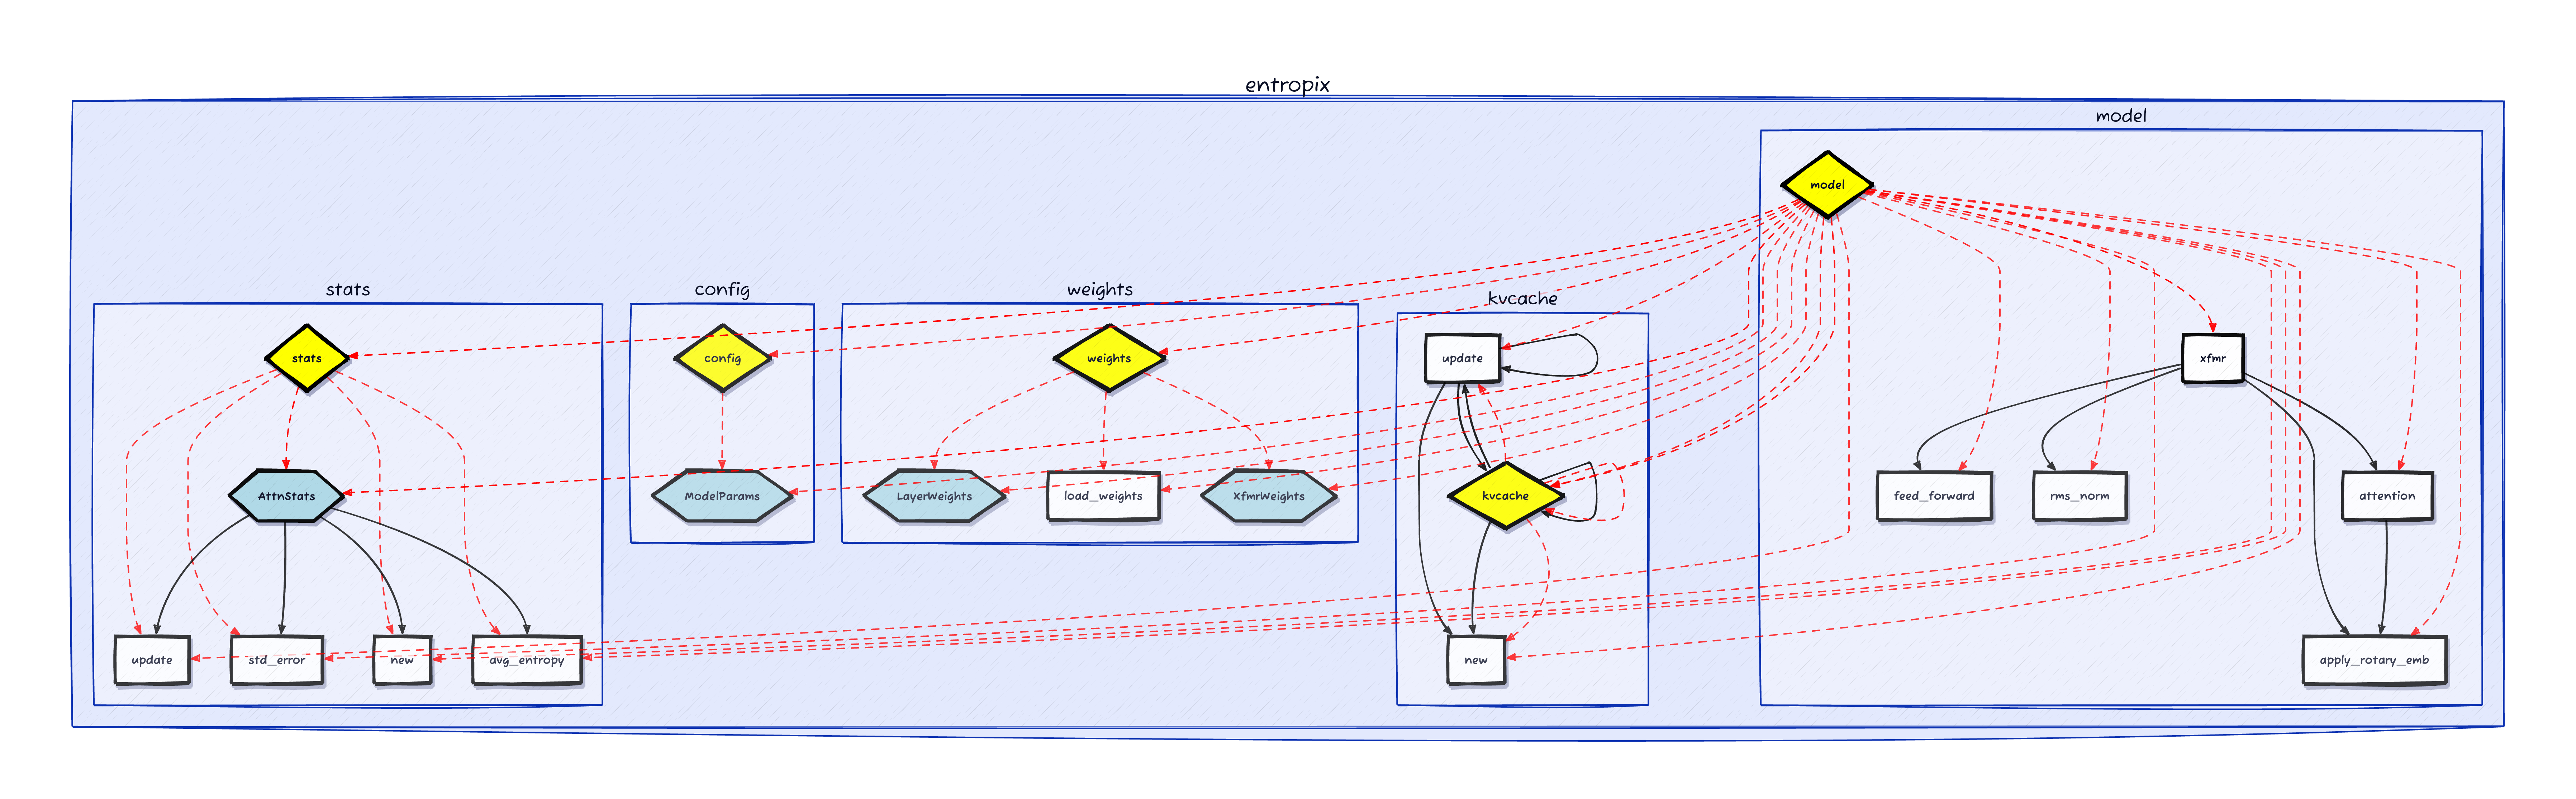 entropix
model
model
stats
config
weights
kvcache
stats
config
weights
update
xfmr
AttnStats
ModelParams
LayerWeights
load_weights
XfmrWeights
kvcache
feed_forward
rms_norm
attention
update
std_error
new
avg_entropy
new
apply_rotary_emb